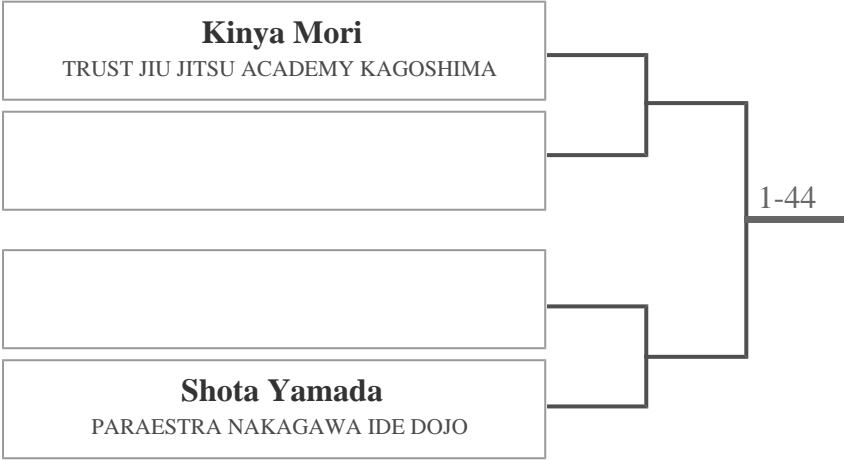 Kinya Mori
TRUST JIU JITSU ACADEMY KAGOSHIMA
1-44
Shota Yamada
PARAESTRA NAKAGAWA IDE DOJO